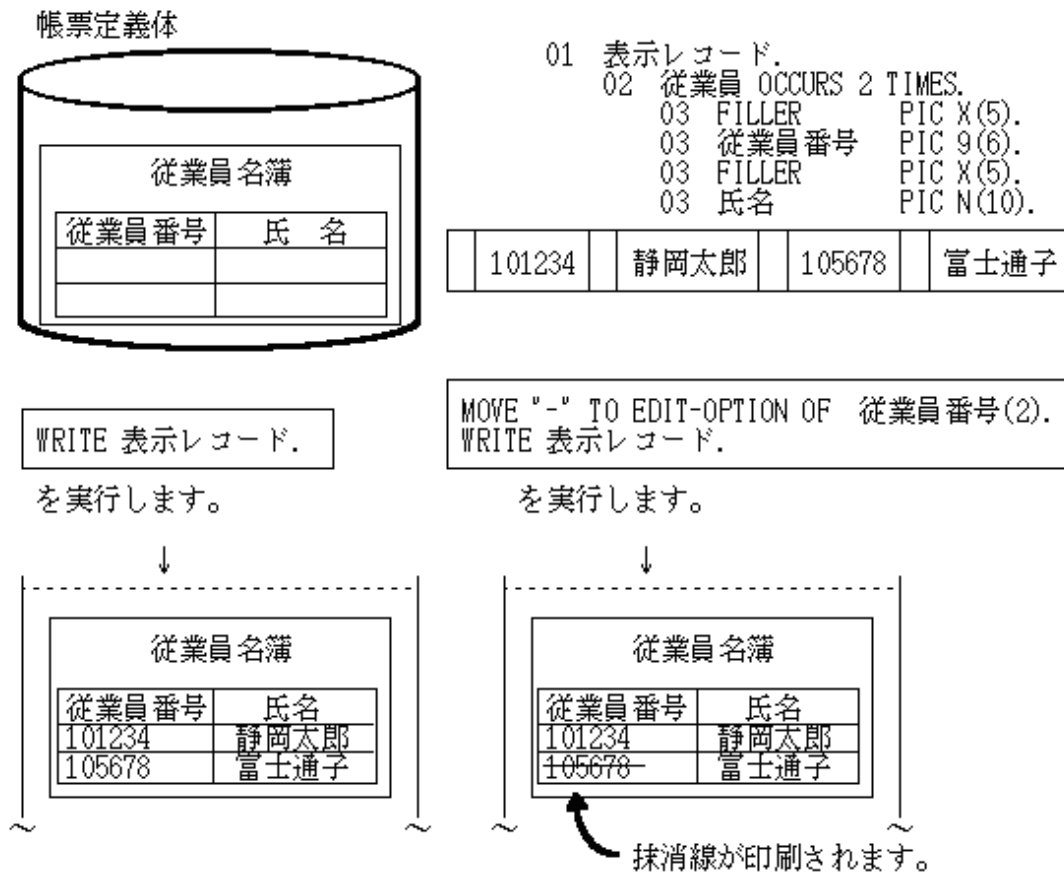 帳票定義体
従業員名簿
従業員番号 氏 名
01 表示レコード.
02 従業員 OCCURS 2 TIMES.
03 FILLER PIC X(5).
03 従業員番号 PIC 9(6).
03 FILLER PIC X(5).
03 氏名 PIC N(10).
101234 静岡太郎 105678 富士通子
WRITE 表示レコード.
を実行します。
↓
従業員名簿
従業員番号 氏名
101234 静岡太郎
105678 富士通子
MOVE "-" TO EDIT-OPTION OF 従業員番号(2).
WRITE 表示レコード.
を実行します。
↓
従業員名簿
従業員番号 氏名
101234 静岡太郎
105678 富士通子
抹消線が印刷されます。